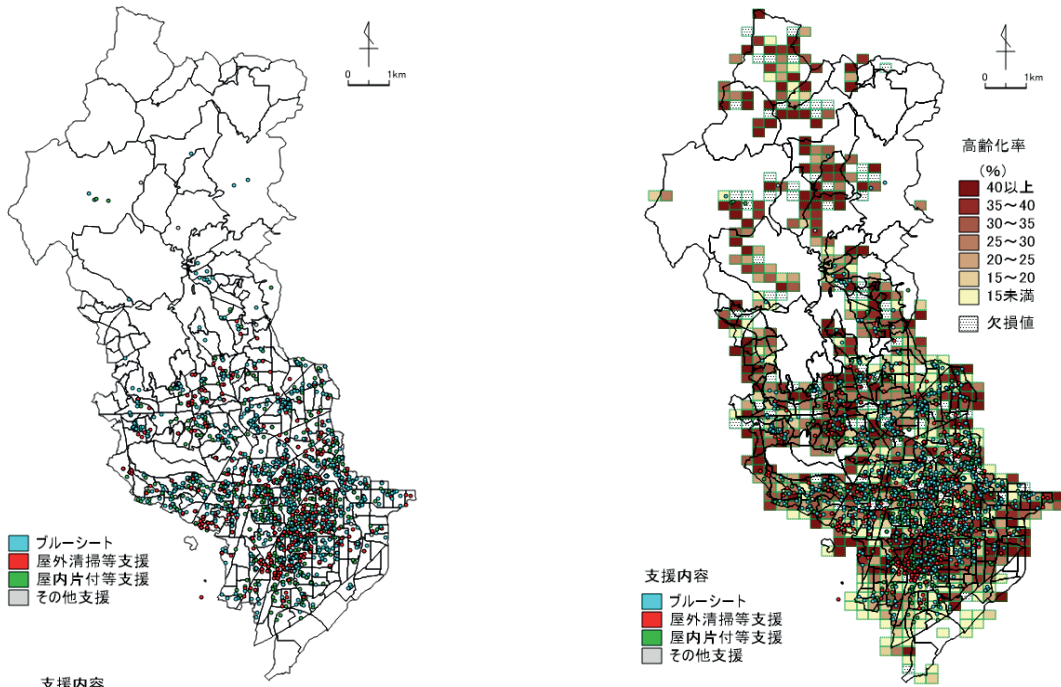 0 1km
ブルーシート
屋外清掃等支援
屋内片付等支援
その他支援
支援内容
0 1km
高齢化率
(%)
40以上
35～40
30～35
25～30
20～25
15～20
15未満
欠損値
支援内容
ブルーシート
屋外清掃等支援
屋内片付等支援
その他支援